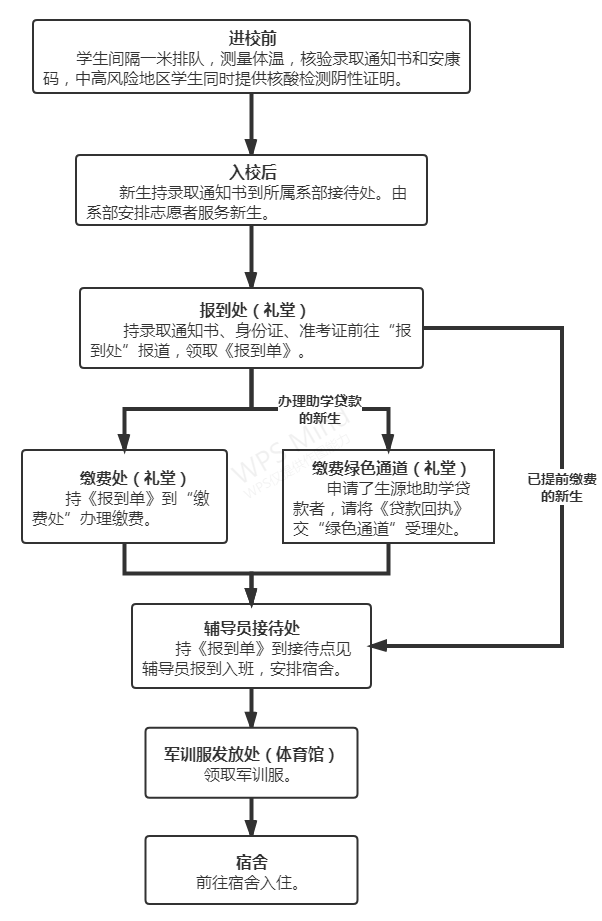 进校前
学生间隔一米排队，测量体温，核验录取通知书和安康
码，中高风险地区学生同时提供核酸检测阴性证明。
入校后
新生持录取通知书到所属系部接待处。由
系部安排志愿者服务新生。
报到处（礼堂）
持录取通知书、身份证、准考证前往“报
到处”报道，领取《报到单》。
办理助学贷款
的新生
缴费处（礼堂）
持《报到单》到“缴
费处”办理缴费。
缴费绿色通道（礼堂）
申请了生源地助学贷
款者，请将《贷款回执》
交“绿色通道”受理处。
已提前缴费
的新生
辅导员接待处
持《报到单》到接待点见
辅导员报到入班，安排宿舍。
军训服发放处（体育馆）
领取军训服。
宿舍
前往宿舍入住。
WPS Mind